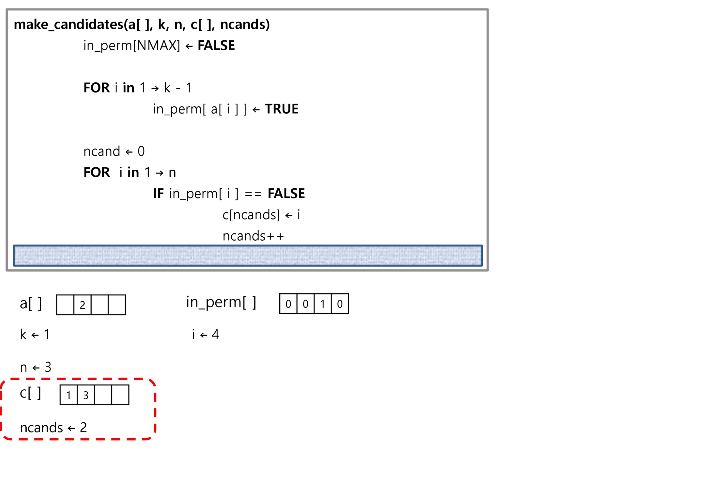 make_candidates(a[ ], k, n, c[ ], ncands)
in_perm[NMAX] ← FALSE
FOR i in 1 → k - 1
in_perm[ a[ i ] ] ← TRUE
ncand ← 0
FOR i in 1 → n
IF in_perm[ i ] == FALSE
c[ncands] ← i
ncands++
a[ ] 2 in_perm[ ] 0 0 1 0
k ← 1 i ← 4
n ← 3
c[ ] 1 3
ncands ← 2